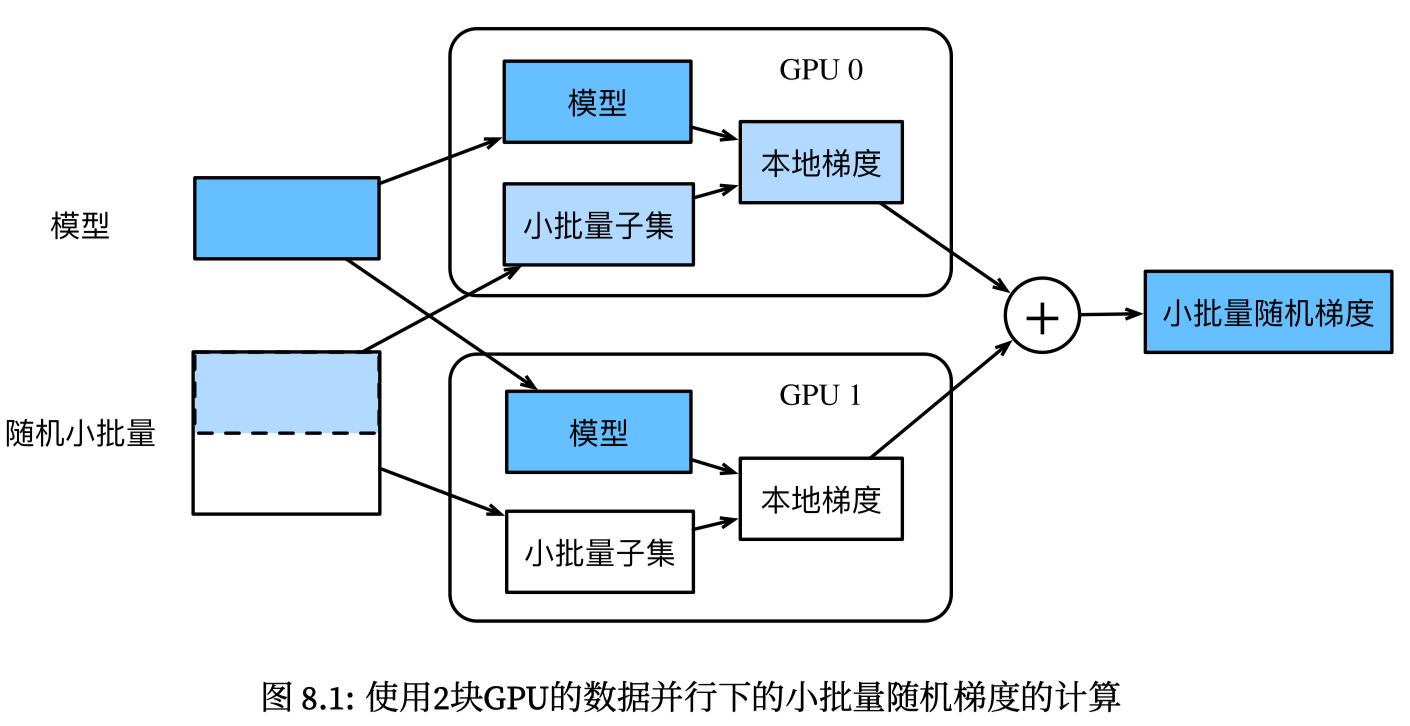 GPU 0
模型
本地梯度
模型
小批量子集
小批量随机梯度
GPU 1
随机小批量
模型
本地梯度
小批量子集
图 8.1: 使用2块GPU的数据并行下的小批量随机梯度的计算